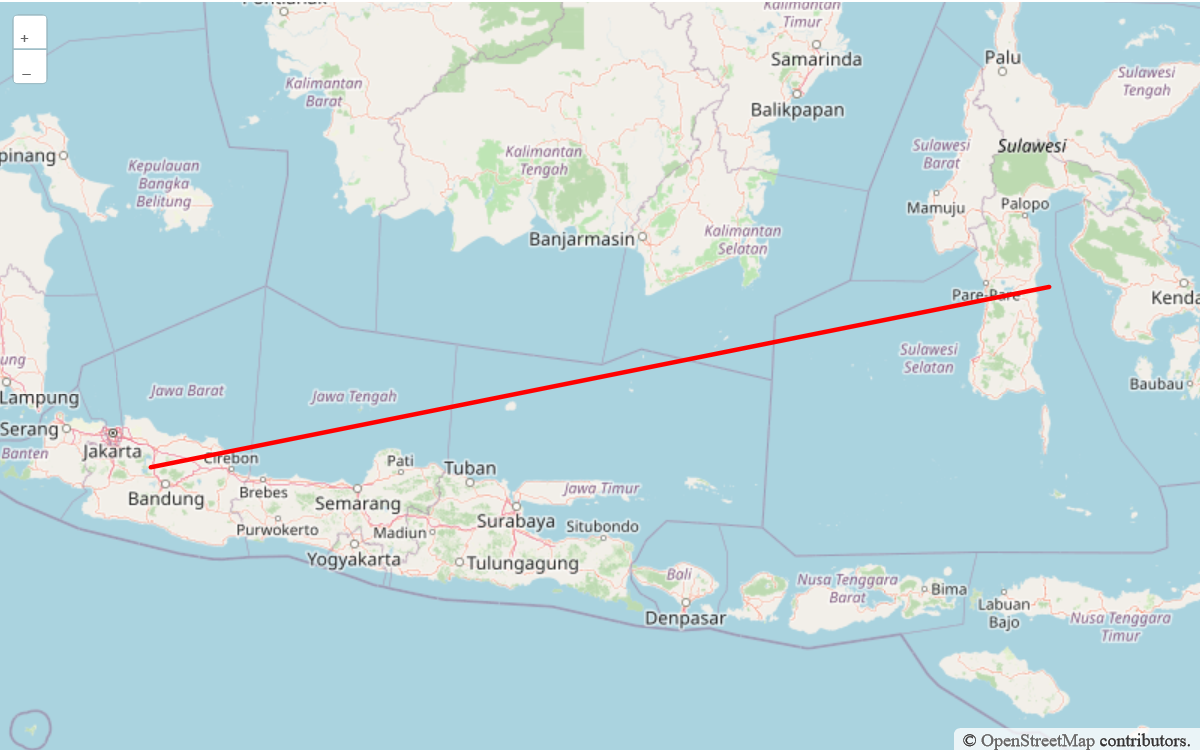 +
–
Kalimantan
Timur
Samarinda
Palu
Sulawesi
Tengah
Kalimantan
Barat
Balikpapan
Kalimantan
Tengah
Sulawesi
Barat
Sulawesi
pinang
Kepulauan
Bangka
Belitung
Mamuju
Palopo
Banjarmasin
Kalimantan
Selatan
Pare-Pare
Kenda
Sulawesi
Selatan
ung
Lampung
Jawa Barat
Jawa Tengah
Baubau
Serang
Jakarta
Banten
Cirebon
Pati
Tuban
Bandung
Brebes
Semarang
Jawa Timur
Surabaya
Situbondo
Purwokerto
Madiun
Yogyakarta
Tulungagung
Bali
Nusa Tenggara
Barat
Bima
Labuan
Bajo
Denpasar
Nusa Tenggara
Timur
© OpenStreetMap contributors.